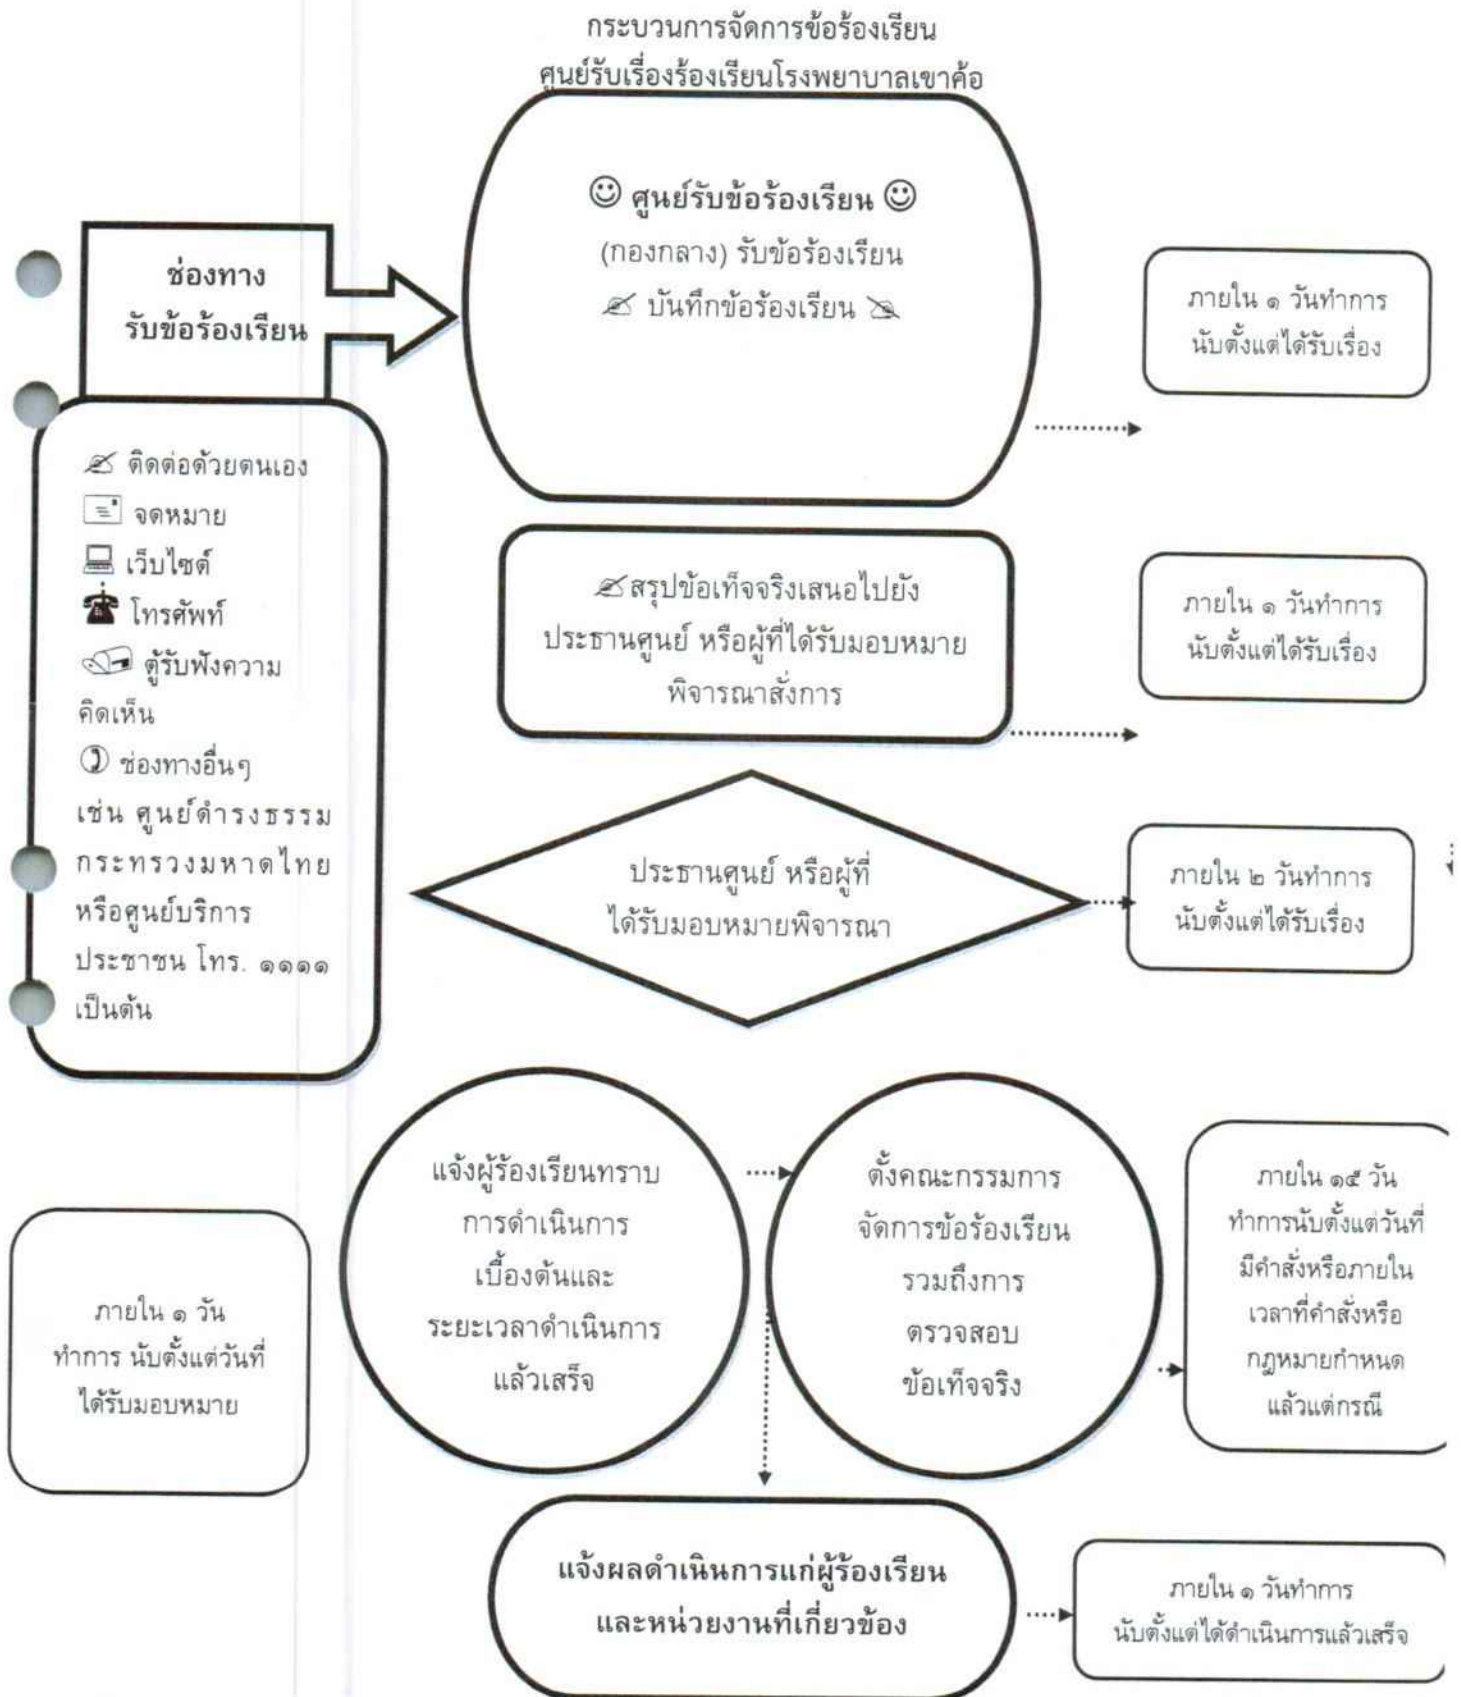 กระบวนการจัดการข้อร้องเรียน
ศูนย์รับเรื่องร้องเรียนโรงพยาบาลเขาค้อ
ศูนย์รับข้อร้องเรียน
(กองกลาง) รับข้อร้องเรียน
บันทึกข้อร้องเรียน
ช่องทาง
รับข้อร้องเรียน
ภายใน ๑ วันทำการ
นับตั้งแต่ได้รับเรื่อง
ติดต่อด้วยตนเอง
จดหมาย
เว็บไซต์
โทรศัพท์
ตู้รับฟังความ
คิดเห็น
ช่องทางอื่นๆ
เช่น ศูนย์ดำรงธรรม
กระทรวงมหาดไทย
หรือศูนย์บริการ
ประชาชน โทร. ๑๑๑๑
เป็นต้น
สรุปข้อเท็จจริงเสนอไปยัง
ประธานศูนย์ หรือผู้ที่ได้รับมอบหมาย
พิจารณาสั่งการ
ภายใน ๑ วันทำการ
นับตั้งแต่ได้รับเรื่อง
ประธานศูนย์ หรือผู้ที่
ได้รับมอบหมายพิจารณา
ภายใน ๒ วันทำการ
นับตั้งแต่ได้รับเรื่อง
ภายใน ๑ วัน
ทำการ นับตั้งแต่วันที่
ได้รับมอบหมาย
แจ้งผู้ร้องเรียนทราบ
การดำเนินการ
เบื้องต้นและ
ระยะเวลาดำเนินการ
แล้วเสร็จ
ตั้งคณะกรรมการ
จัดการข้อร้องเรียน
รวมถึงการ
ตรวจสอบ
ข้อเท็จจริง
ภายใน ๑๕ วัน
ทำการนับตั้งแต่วันที่
มีคำสั่งหรือภายใน
เวลาที่คำสั่งหรือ
กฎหมายกำหนด
แล้วแต่กรณี
แจ้งผลดำเนินการแก่ผู้ร้องเรียน
และหน่วยงานที่เกี่ยวข้อง
ภายใน ๑ วันทำการ
นับตั้งแต่ได้ดำเนินการแล้วเสร็จ